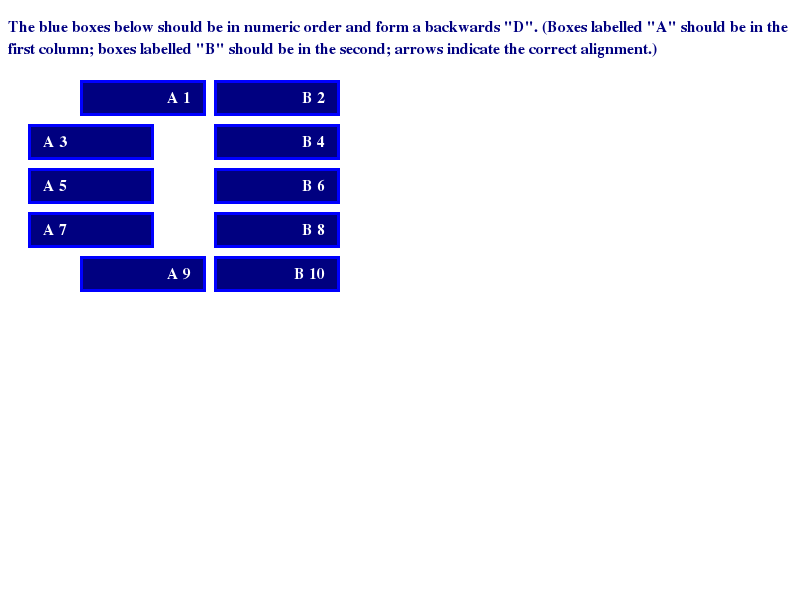 The blue boxes below should be in numeric order and form a backwards "D". (Boxes labelled "A" should be in the
first column; boxes labelled "B" should be in the second; arrows indicate the correct alignment.)
A 1 B 2
A 3 B 4
A 5 B 6
A 7 B 8
A 9 B 10